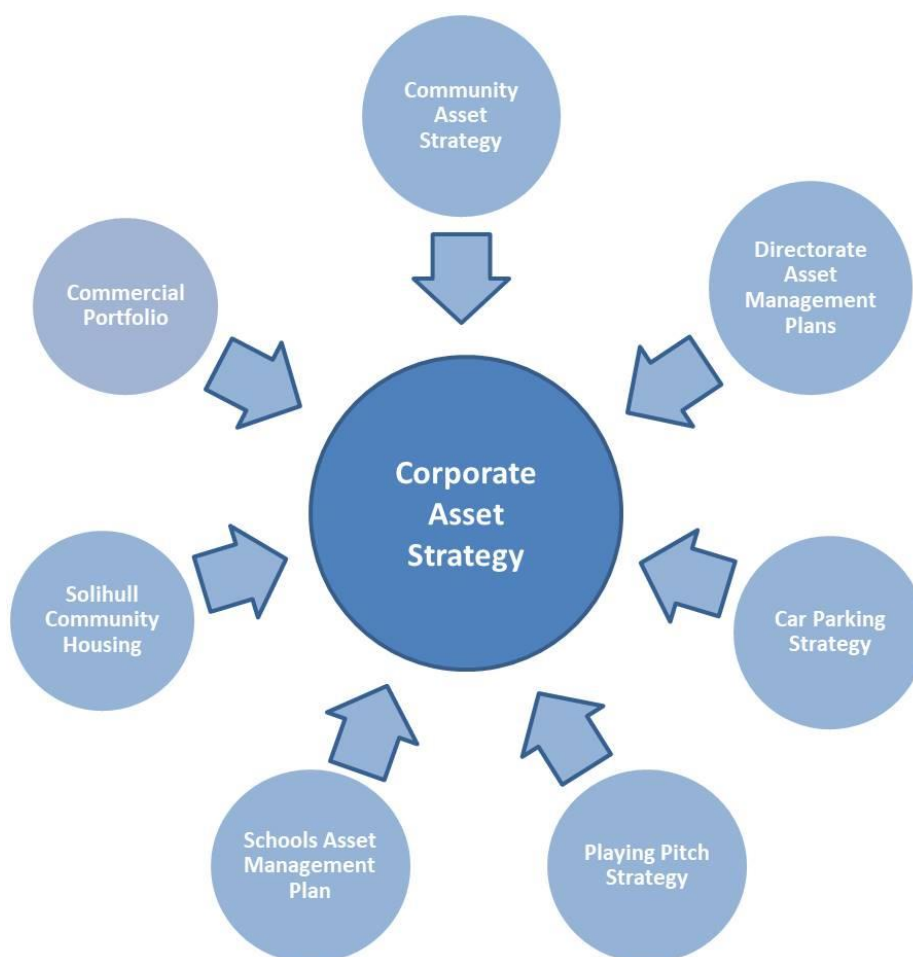 Community
Asset
Strategy
Directorate
Asset
Management
Plans
Commercial
Portfolio
Corporate
Asset
Strategy
Solihull
Community
Housing
Car Parking
Strategy
Schools Asset
Management
Plan
Playing Pitch
Strategy